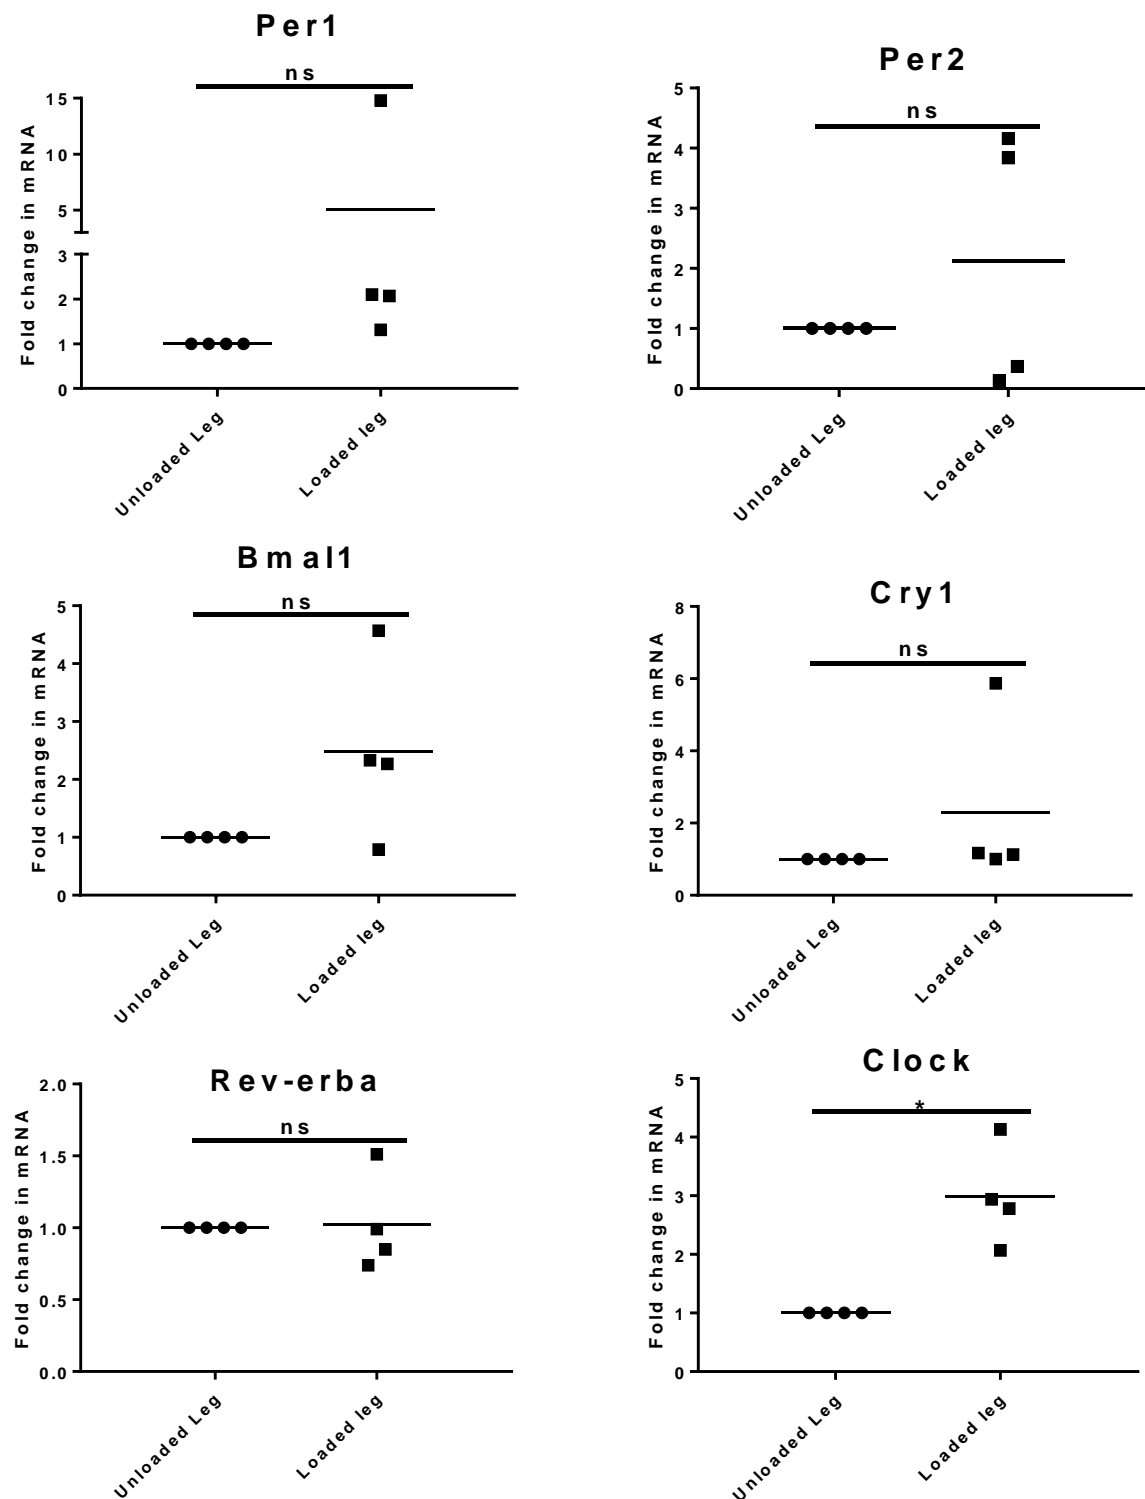 Per1
ns
Fold change in mRNA
15
10
5
3
2
1
0
Unloaded Leg
Loaded leg
Per2
ns
Fold change in mRNA
5
4
3
2
1
0
Unloaded Leg
Loaded leg
Bmal1
ns
Fold change in mRNA
5
4
3
2
1
0
Unloaded Leg
Loaded leg
Cry1
ns
Fold change in mRNA
8
6
4
2
0
Unloaded Leg
Loaded leg
Rev-erba
ns
Fold change in mRNA
2.0
1.5
1.0
0.5
0.0
Unloaded Leg
Loaded leg
Clock
*
Fold change in mRNA
5
4
3
2
1
0
Unloaded Leg
Loaded leg